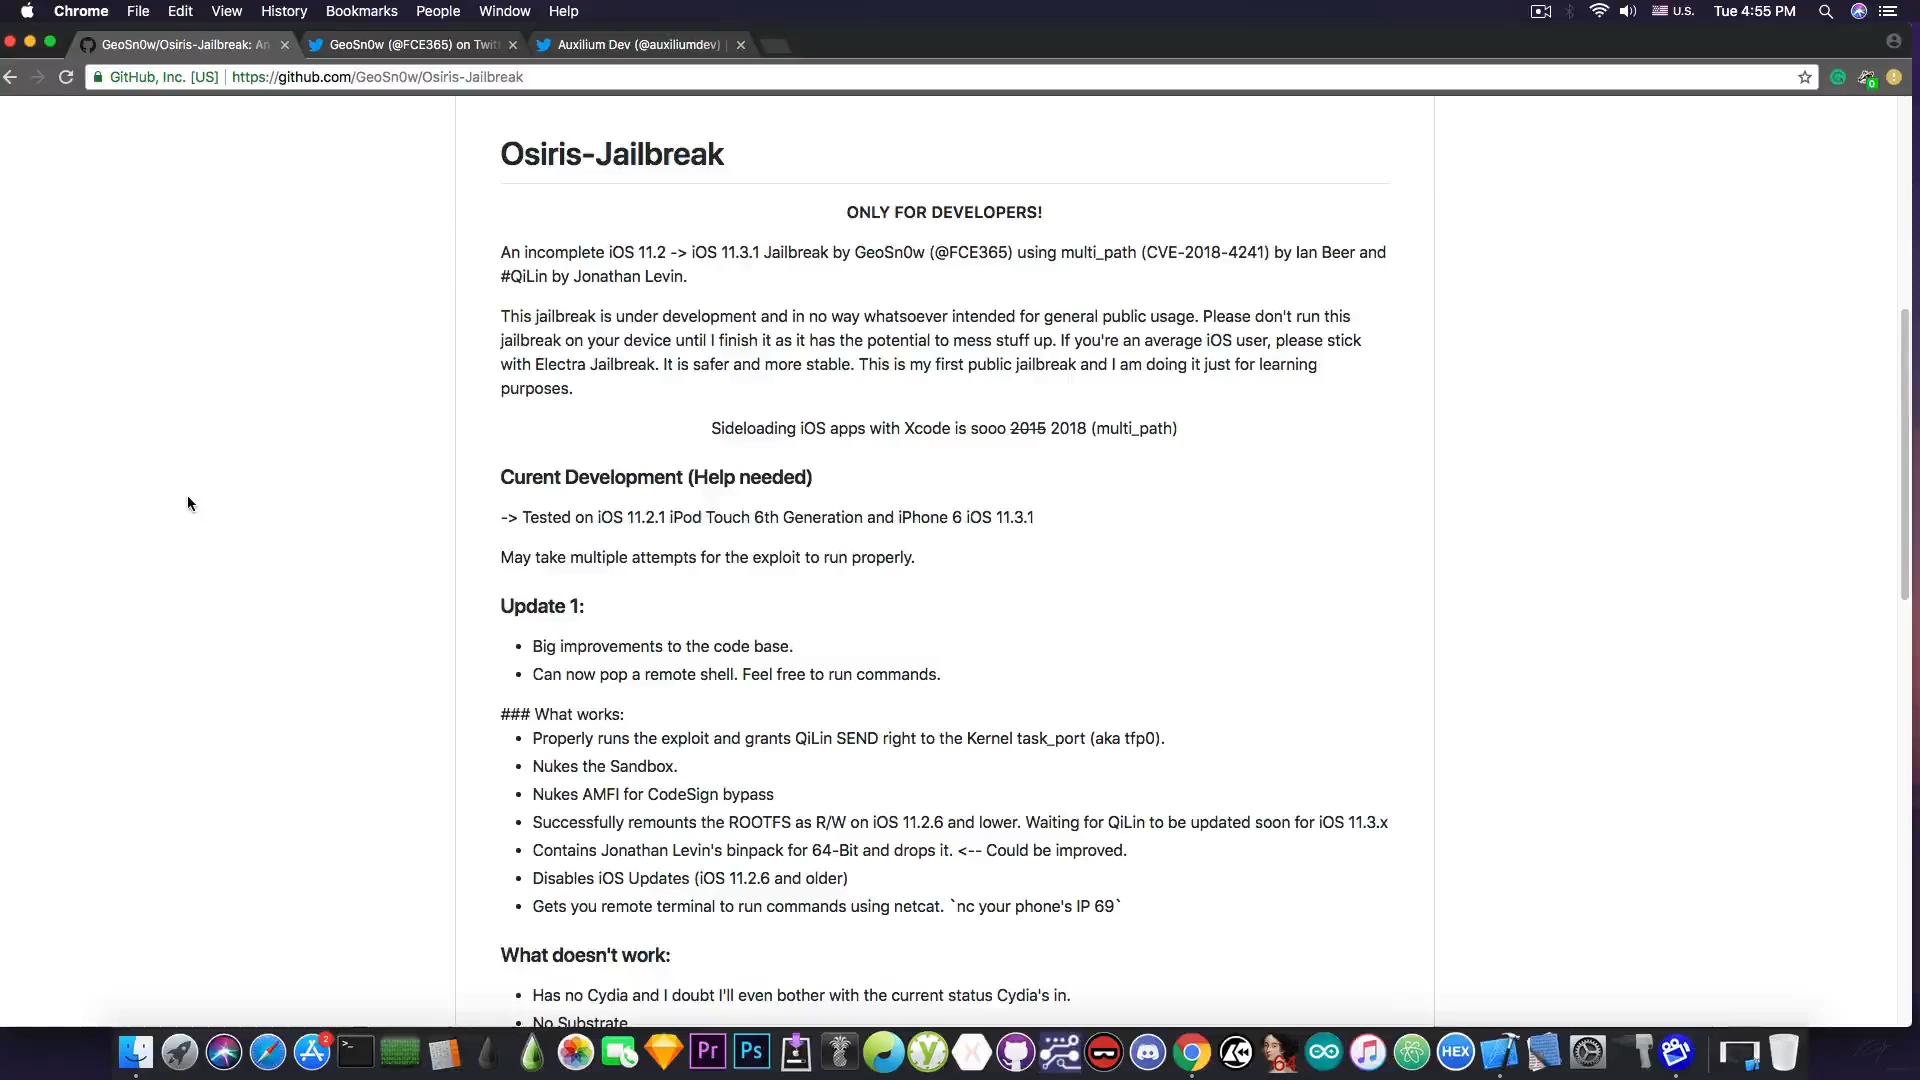 Chrome File Edit View History Bookmarks People Window Help U.S. Tue 4:55 PM
GeoSn0w/Osiris-Jailbreak: An GeoSn0w (@FCE365) on Twitt Auxilium Dev (@auxiliumdev) |
GitHub, Inc. [US] https://github.com/GeoSn0w/Osiris-Jailbreak 0
Osiris-Jailbreak
ONLY FOR DEVELOPERS!
An incomplete iOS 11.2 -> iOS 11.3.1 Jailbreak by GeoSn0w (@FCE365) using multi_path (CVE-2018-4241) by Ian Beer and
#QiLin by Jonathan Levin.
This jailbreak is under development and in no way whatsoever intended for general public usage. Please don't run this
jailbreak on your device until I finish it as it has the potential to mess stuff up. If you're an average iOS user, please stick
with Electra Jailbreak. It is safer and more stable. This is my first public jailbreak and I am doing it just for learning
purposes.
Sideloading iOS apps with Xcode is sooo 2015 2018 (multi_path)
Curent Development (Help needed)
-> Tested on iOS 11.2.1 iPod Touch 6th Generation and iPhone 6 iOS 11.3.1
May take multiple attempts for the exploit to run properly.
Update 1:
• Big improvements to the code base.
• Can now pop a remote shell. Feel free to run commands.
### What works:
• Properly runs the exploit and grants QiLin SEND right to the Kernel task_port (aka tfp0).
• Nukes the Sandbox.
• Nukes AMFI for CodeSign bypass
• Successfully remounts the ROOTFS as R/W on iOS 11.2.6 and lower. Waiting for QiLin to be updated soon for iOS 11.3.x
• Contains Jonathan Levin's binpack for 64-Bit and drops it. <-- Could be improved.
• Disables iOS Updates (iOS 11.2.6 and older)
• Gets you remote terminal to run commands using netcat. `nc your phone's IP 69`
What doesn't work:
• Has no Cydia and I doubt I'll even bother with the current status Cydia's in.
• No Substrate
2 Pr Ps 64 HEX